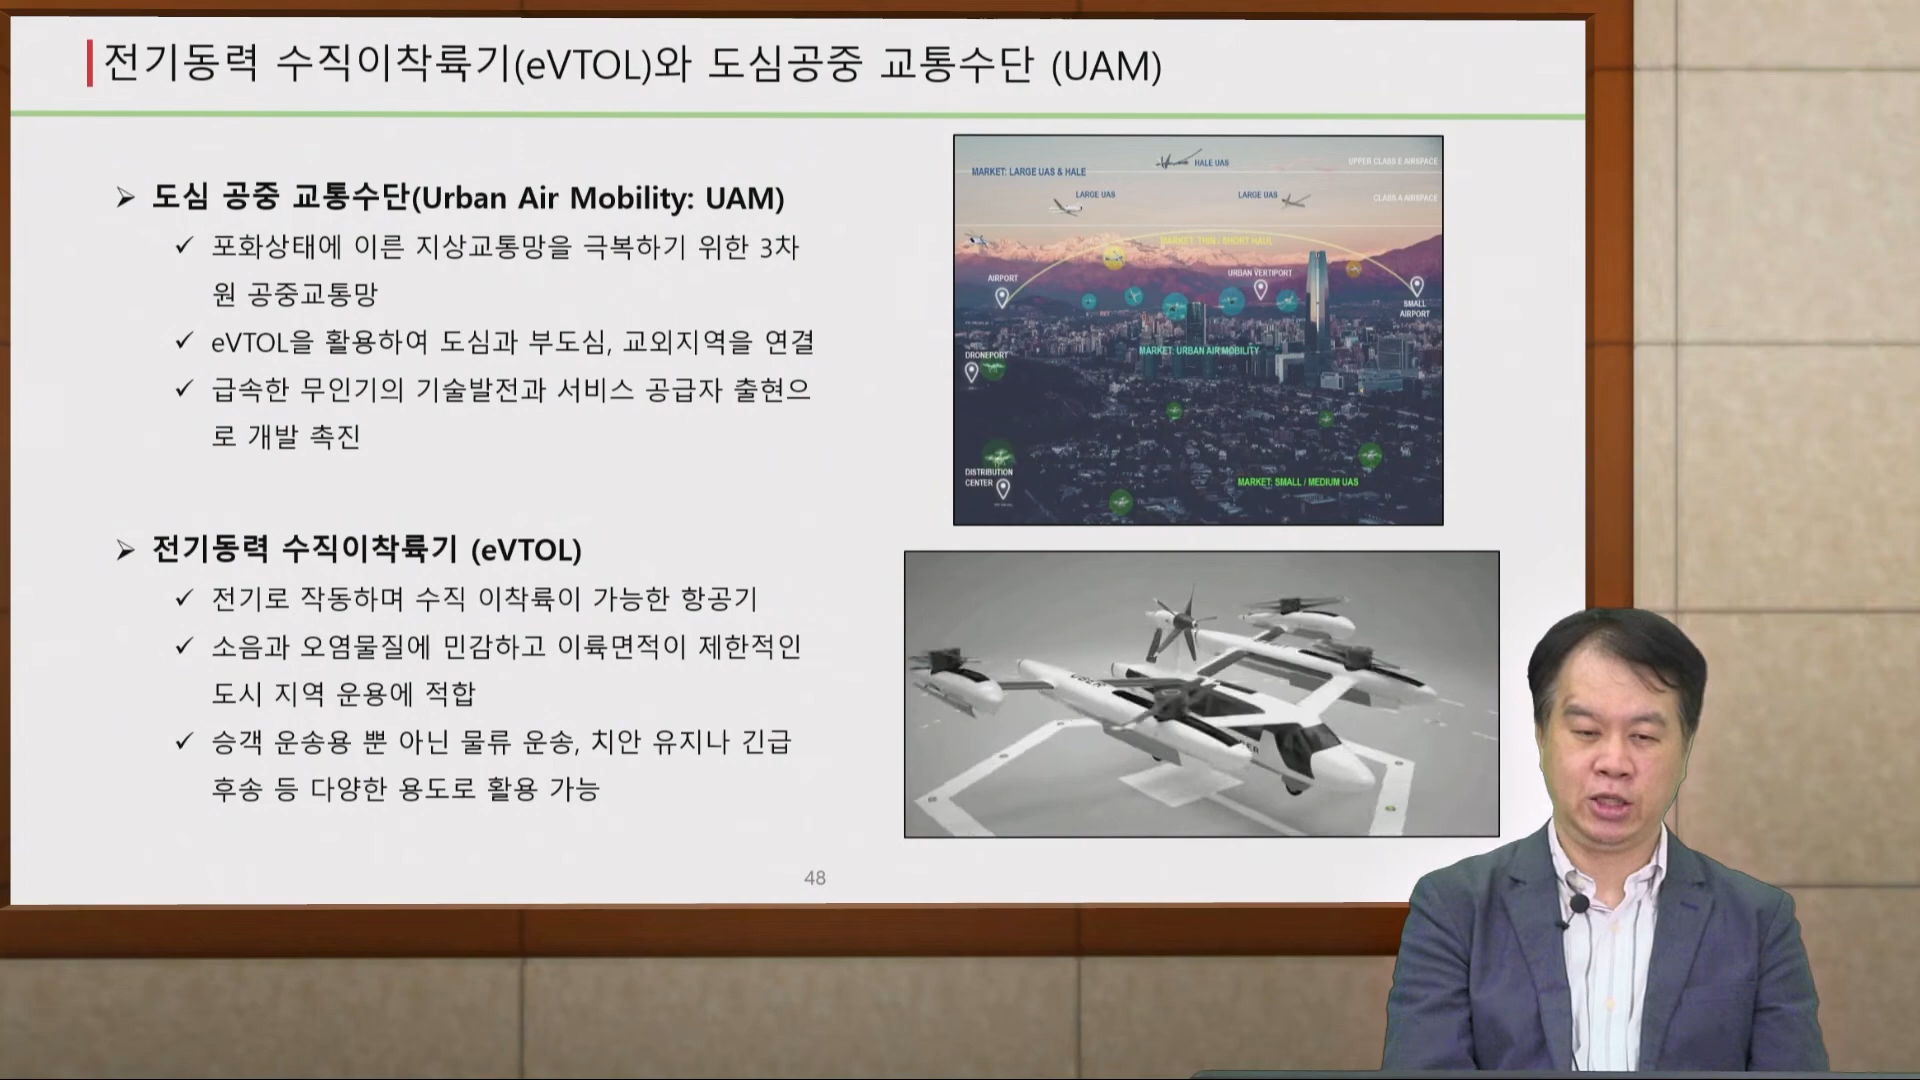 전기동력 수직이착륙기(eVTOL)와 도심공중 교통수단 (UAM)
➢ 도심 공중 교통수단(Urban Air Mobility: UAM)
✓ 포화상태에 이른 지상교통망을 극복하기 위한 3차
원 공중교통망
✓ eVTOL을 활용하여 도심과 부도심, 교외지역을 연결
✓ 급속한 무인기의 기술발전과 서비스 공급자 출현으
로 개발 촉진
➢ 전기동력 수직이착륙기 (eVTOL)
✓ 전기로 작동하며 수직 이착륙이 가능한 항공기
✓ 소음과 오염물질에 민감하고 이륙면적이 제한적인
도시 지역 운용에 적합
✓ 승객 운송용 뿐 아닌 물류 운송, 치안 유지나 긴급
후송 등 다양한 용도로 활용 가능
HALE UAS
UPPER CLASS E AIRSPACE
MARKET: LARGE UAS & HALE
LARGE UAS
LARGE UAS
CLASS A AIRSPACE
MARKET: THIN / SHORT HAUL
AIRPORT
URBAN VERTIPORT
SMALL
AIRPORT
DRONEPORT
MARKET: URBAN AIR MOBILITY
DISTRIBUTION
CENTER
MARKET: SMALL / MEDIUM UAS
UBER
48